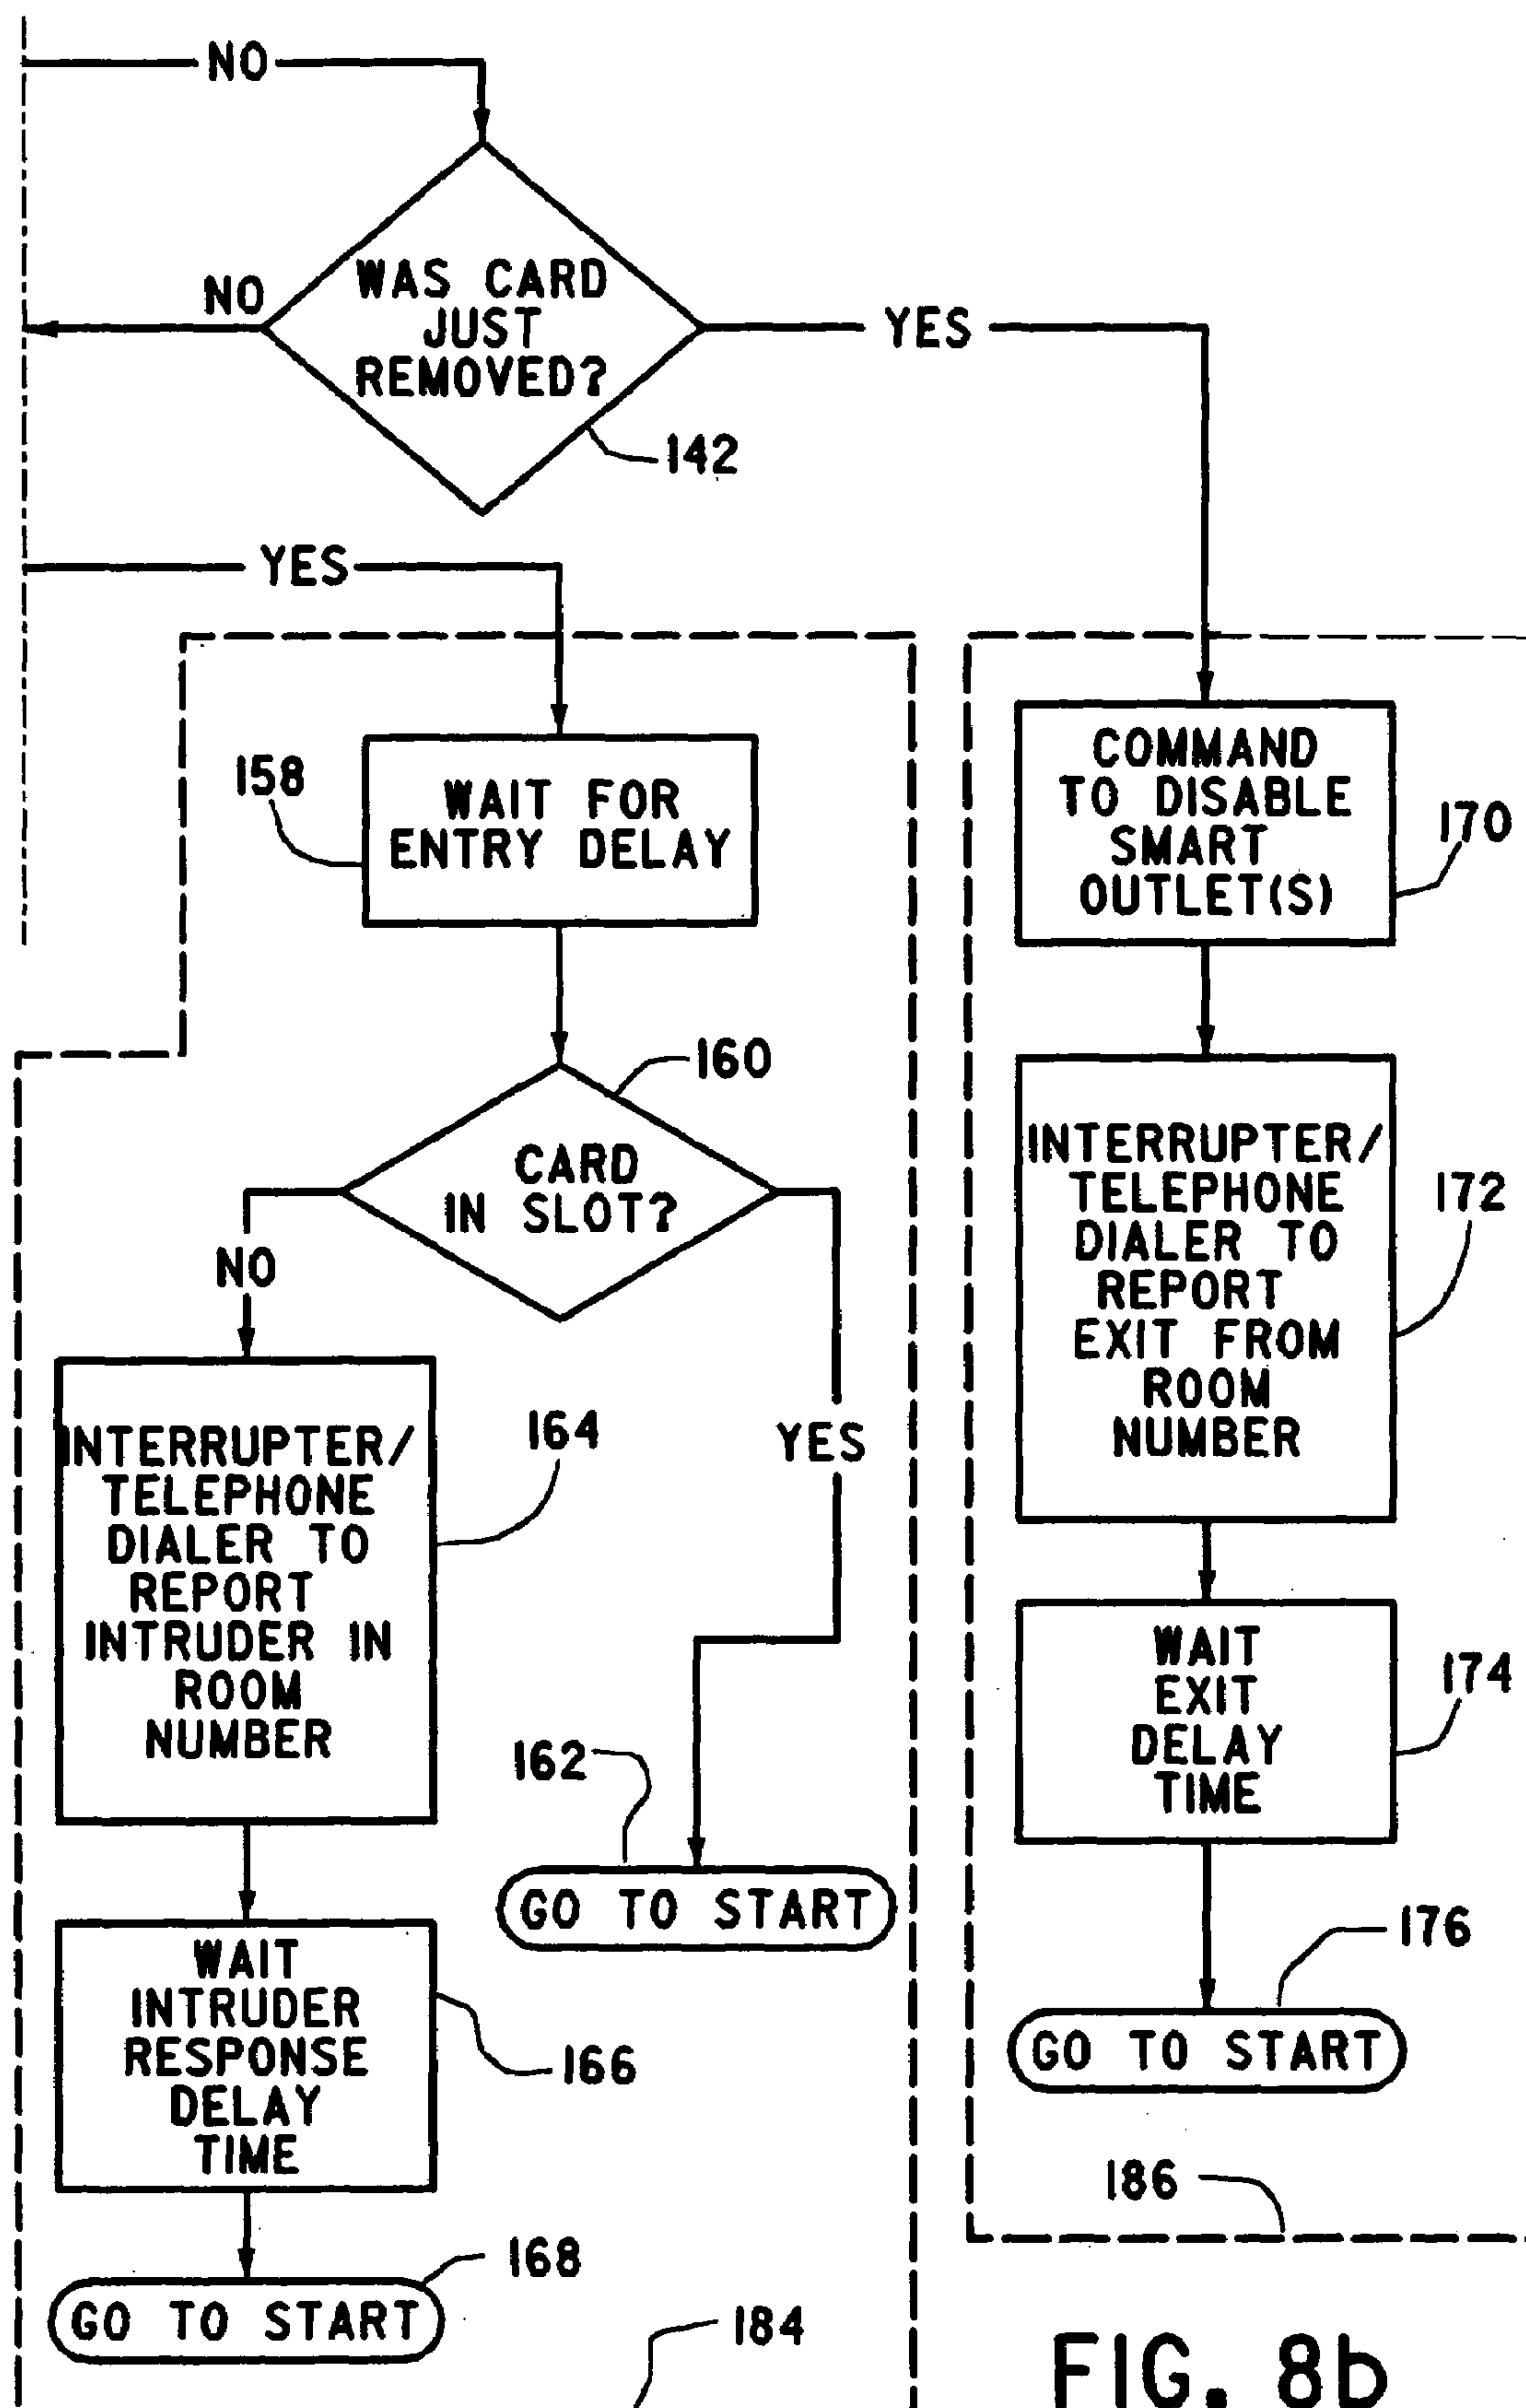 NO
WAS CARD
JUST
REMOVED?
NO
YES
142
YES
158
WAIT FOR
ENTRY DELAY
160
CARD
IN SLOT?
NO
YES
INTERRUPTER/
TELEPHONE
DIALER TO
REPORT
INTRUDER IN
ROOM
NUMBER
164
162
GO TO START
WAIT
INTRUDER
RESPONSE
DELAY
TIME
166
168
GO TO START
184
COMMAND
TO DISABLE
SMART
OUTLET(S)
170
INTERRUPTER/
TELEPHONE
DIALER TO
REPORT
EXIT FROM
ROOM
NUMBER
172
WAIT
EXIT
DELAY
TIME
174
176
GO TO START
186
FIG. 8b